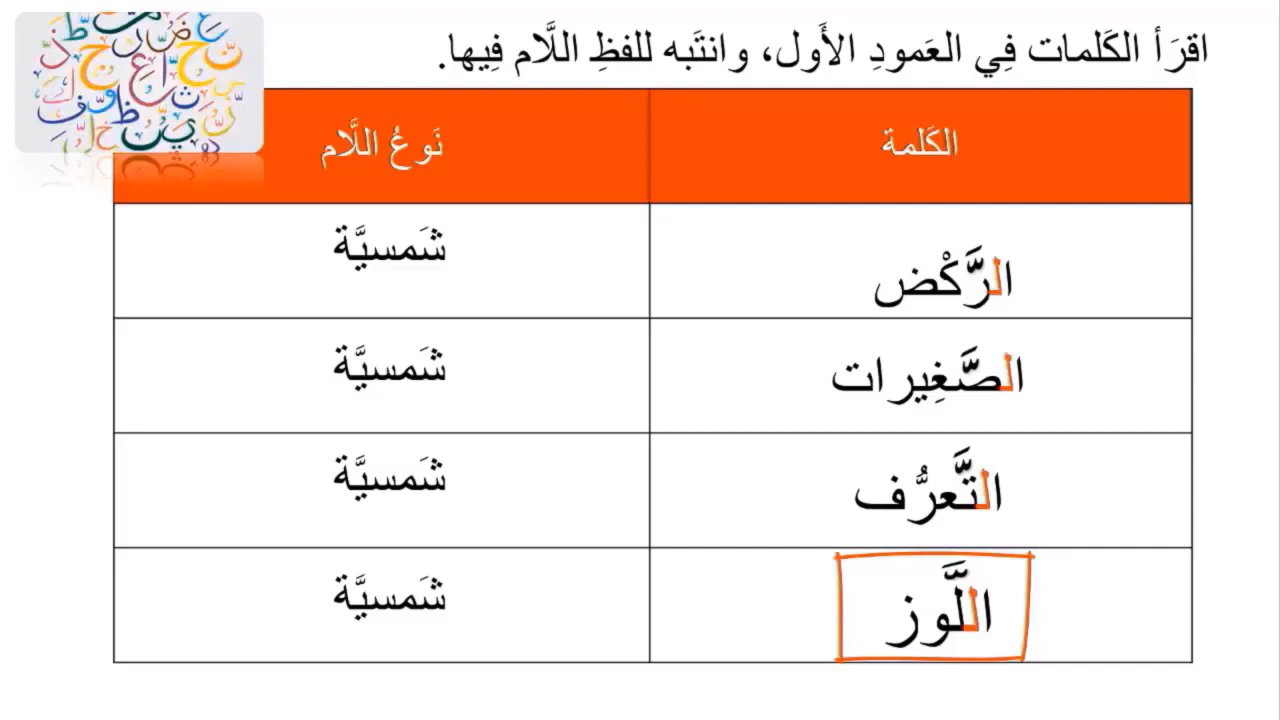 اقرَأ الكَلمات فِي العَمودِ الأَول، وانتَبه للفظِ اللَّام فِيها.
الكَلمة نَوعُ اللَّام
الرَّكْض شَمسيَّة
الصَّغِيرات شَمسيَّة
التَّعرُّف شَمسيَّة
اللَّوز شَمسيَّة